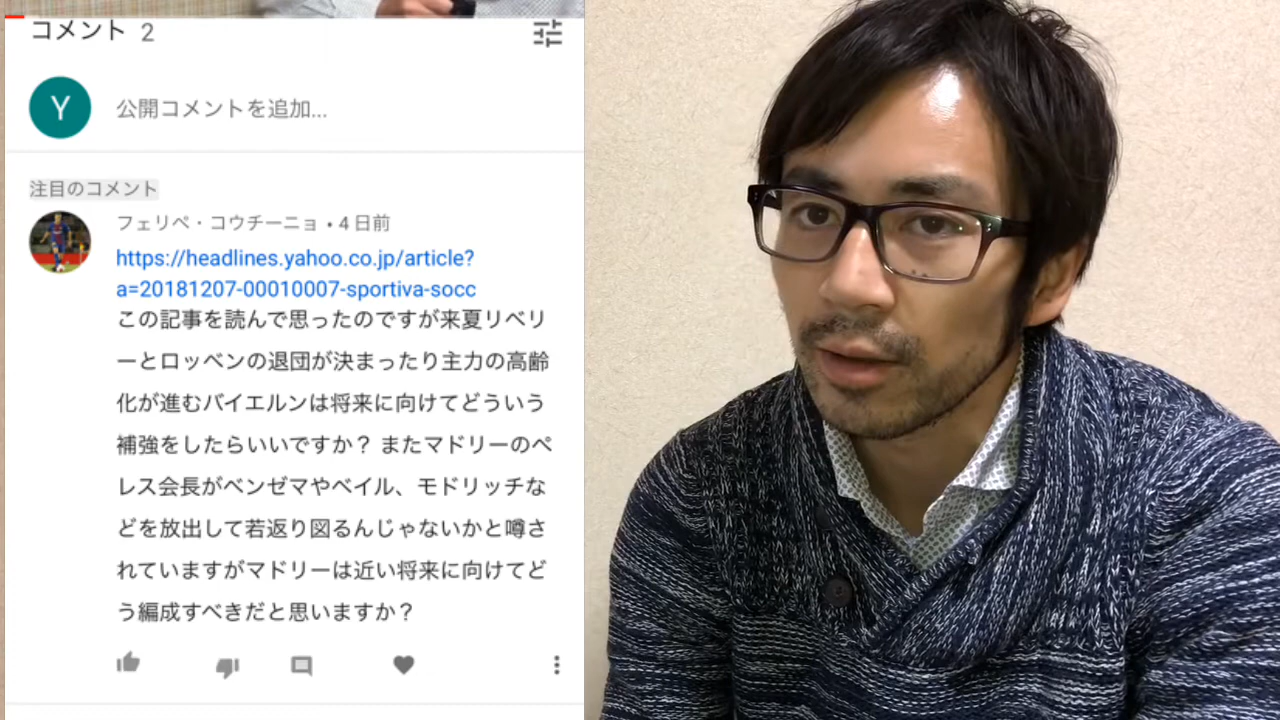 コメント 2
Y
公開コメントを追加...
注目のコメント
フェリペ・コウチーニョ • 4 日前
https://headlines.yahoo.co.jp/article?
a=20181207-00010007-sportiva-socc
この記事を読んで思ったのですが来夏リベリ
ーとロッベンの退団が決まったり主力の高齢
化が進むバイエルンは将来に向けてどういう
補強をしたらいいですか？ またマドリーのペ
レス会長がベンゼマやベイル、モドリッチな
どを放出して若返り図るんじゃないかと噂さ
れていますがマドリーは近い将来に向けてど
う編成すべきだと思いますか？